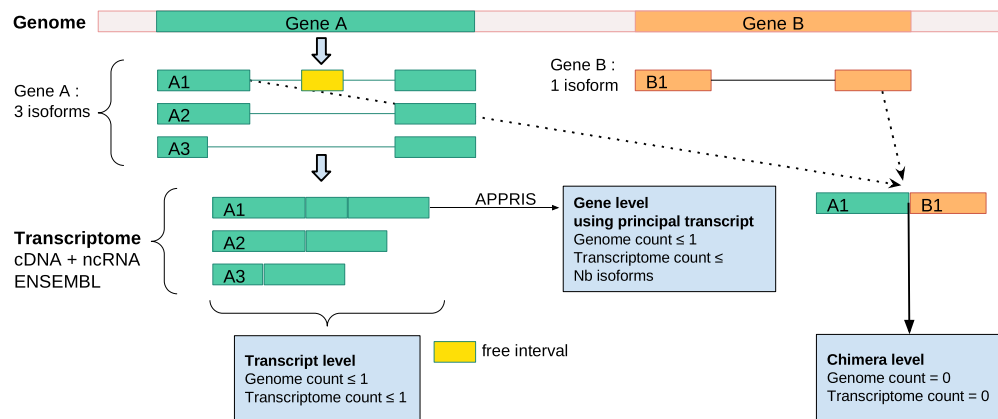 Genome
Gene A
Gene B
Gene A :
3 isoforms
A1
A2
A3
Gene B :
1 isoform
B1
Transcriptome
cDNA + ncRNA
ENSEMBL
A1
A2
A3
APPRIS
Gene level
using principal transcript
Genome count ≤ 1
Transcriptome count ≤
Nb isoforms
A1
B1
Transcript level
Genome count ≤ 1
Transcriptome count ≤ 1
free interval
Chimera level
Genome count = 0
Transcriptome count = 0